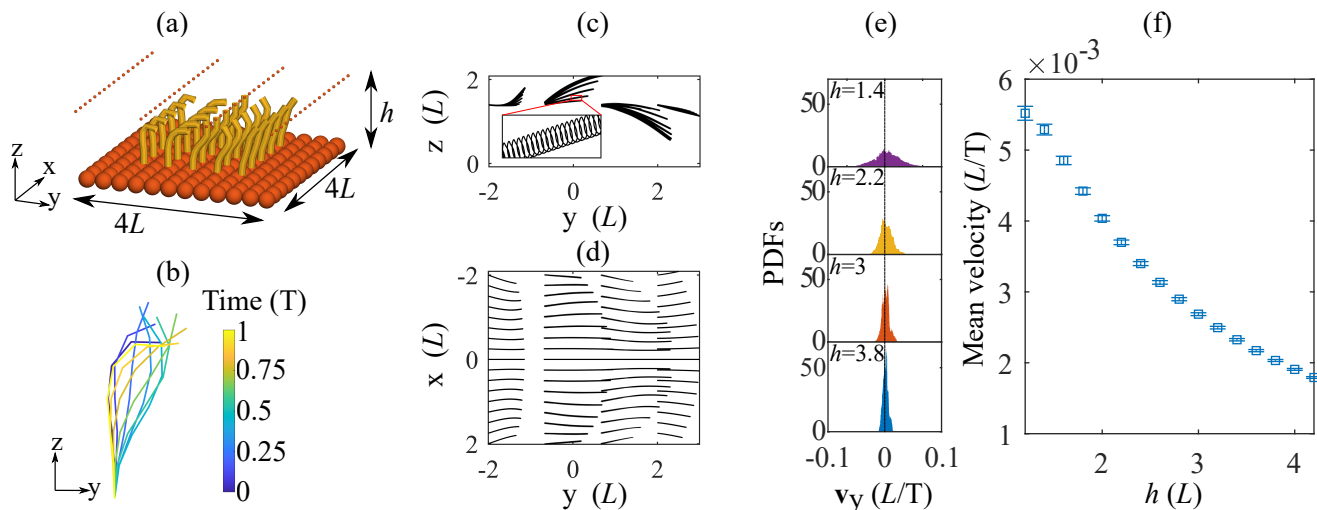 (a)
h
z
x
y
4L
4L
(b)
Time (T)
1
0.75
0.5
0.25
0
z
y
(c)
2
z (L)
0
-2
0
2
y (L)
(d)
-2
x (L)
0
2
-2
0
2
y (L)
(e)
h=1.4
50
0
h=2.2
50
0
PDFs
h=3
50
0
h=3.8
50
0
-0.1
0
0.1
vy (L/T)
(f)
×10-3
6
5
4
3
2
1
Mean velocity (L/T)
2
3
4
h (L)